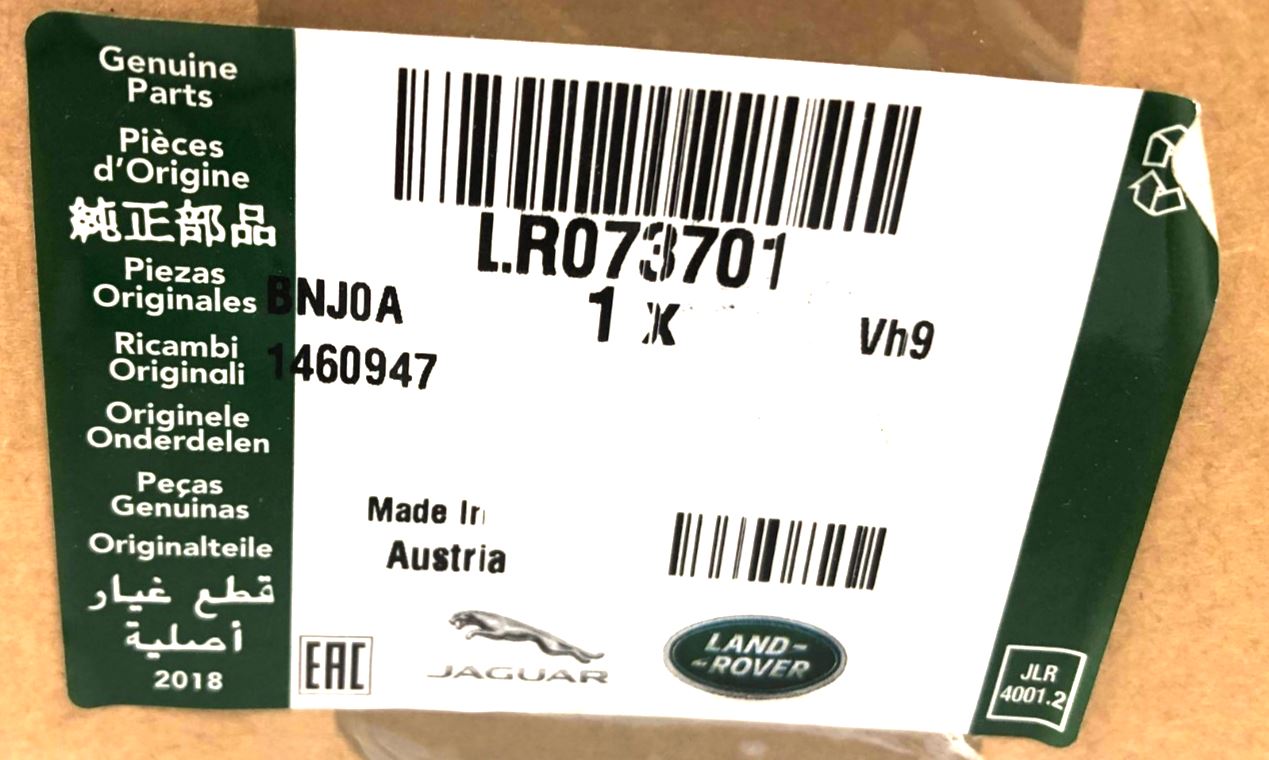 Genuine
Parts
Pièces
d'Origine
純正部品
Piezas
Originales
Ricambi
Originali
Originele
Onderdelen
Peças
Genuinas
Originalteile
قطع غيار
أصلية
2018
LR073701
BNJ0A
1 x
Vh9
1460947
Made In
Austria
EAC
JAGUAR
LAND-
-ROVER
JLR
4001.2